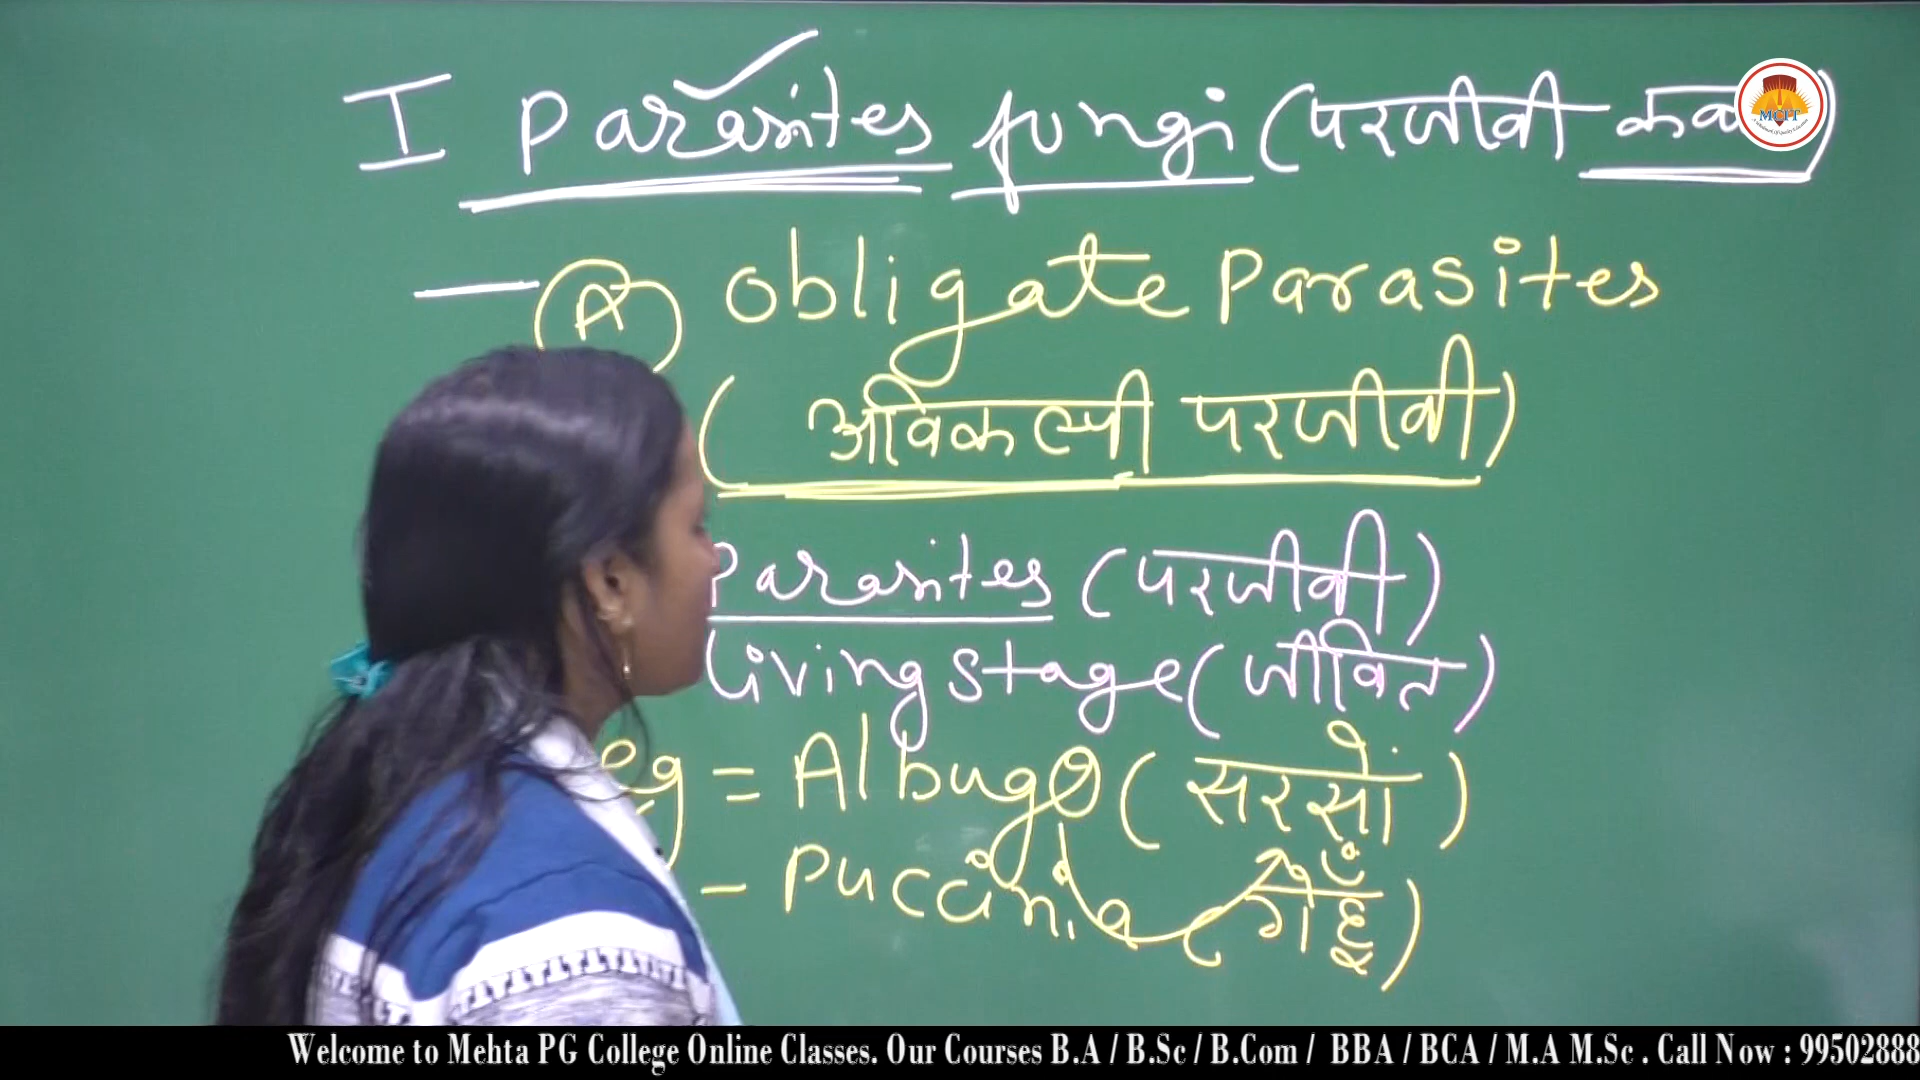 I Parasites fungi (परजीवी कवक)
A Obligate Parasites
(अविकल्पी परजीवी)
Parasites (परजीवी)
living stage (जीवित)
eg = Albugo (सरसों)
- Puccinia (गेहूँ)
MCIT
Welcome to Mehta PG College Online Classes. Our Courses B.A / B.Sc / B.Com / BBA / BCA / M.A M.Sc . Call Now : 99502888